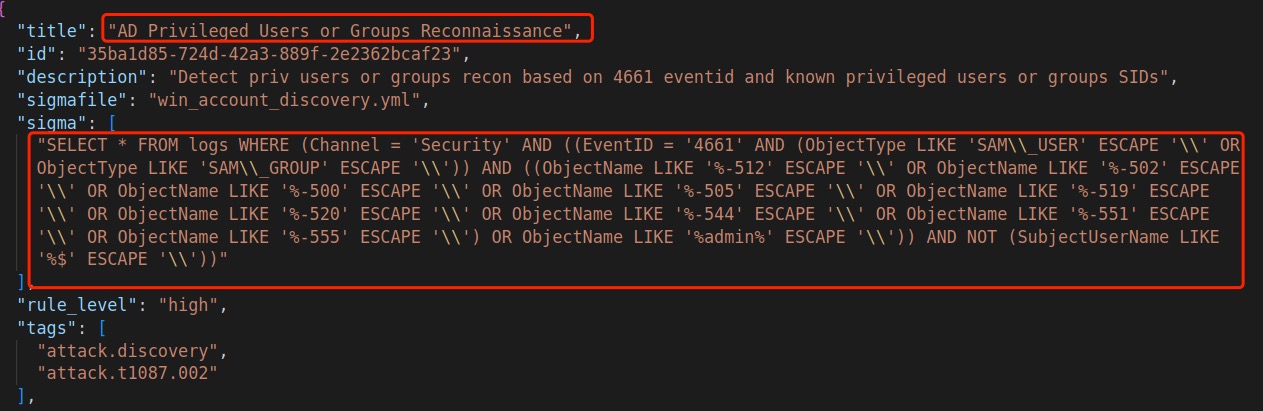 {
"title": "AD Privileged Users or Groups Reconnaissance",
"id": "35ba1d85-724d-42a3-889f-2e2362bcaf23",
"description": "Detect priv users or groups recon based on 4661 eventid and known privileged users or groups SIDs",
"sigmafile": "win_account_discovery.yml",
"sigma": [
"SELECT * FROM logs WHERE (Channel = 'Security' AND ((EventID = '4661' AND (ObjectType LIKE 'SAM\\_USER' ESCAPE '\\' OR
ObjectType LIKE 'SAM\\_GROUP' ESCAPE '\\')) AND ((ObjectName LIKE '%-512' ESCAPE '\\' OR ObjectName LIKE '%-502' ESCAPE
'\\' OR ObjectName LIKE '%-500' ESCAPE '\\' OR ObjectName LIKE '%-505' ESCAPE '\\' OR ObjectName LIKE '%-519' ESCAPE
'\\' OR ObjectName LIKE '%-520' ESCAPE '\\' OR ObjectName LIKE '%-544' ESCAPE '\\' OR ObjectName LIKE '%-551' ESCAPE
'\\' OR ObjectName LIKE '%-555' ESCAPE '\\') OR ObjectName LIKE '%admin%' ESCAPE '\\')) AND NOT (SubjectUserName LIKE
'%$' ESCAPE '\\'))"
],
"rule_level": "high",
"tags": [
"attack.discovery",
"attack.t1087.002"
],